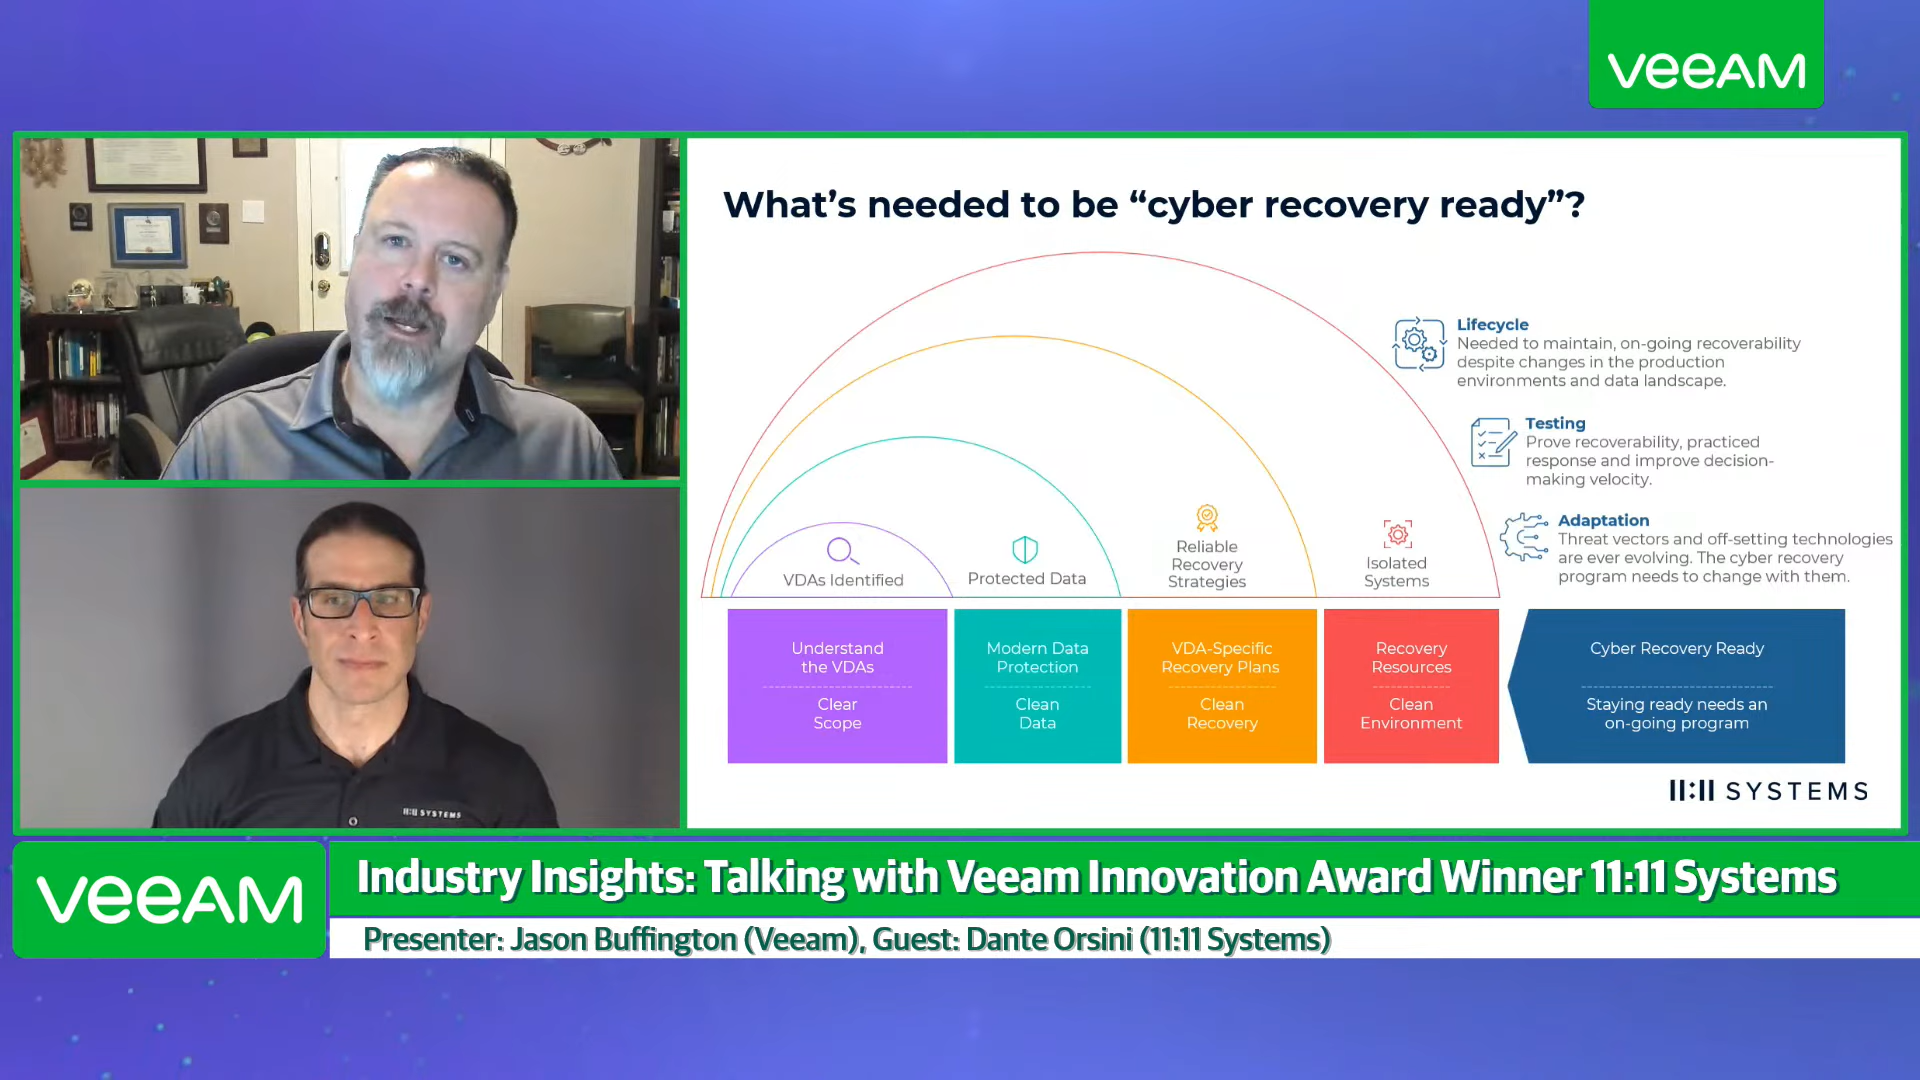 veeAM
What's needed to be “cyber recovery ready”?
Lifecycle
Needed to maintain, on-going recoverability
despite changes in the production
environments and data landscape.
Testing
Prove recoverability, practiced
response and improve decision-
making velocity.
Adaptation
Threat vectors and off-setting technologies
are ever evolving. The cyber recovery
program needs to change with them.
VDAs Identified
Protected Data
Reliable
Recovery
Strategies
Isolated
Systems
Understand
the VDAs
Clear
Scope
Modern Data
Protection
Clean
Data
VDA-Specific
Recovery Plans
Clean
Recovery
Recovery
Resources
Clean
Environment
Cyber Recovery Ready
Staying ready needs an
on-going program
11:11 SYSTEMS
11:11 SYSTEMS
veeAM
Industry Insights: Talking with Veeam Innovation Award Winner 11:11 Systems
Presenter: Jason Buffington (Veeam), Guest: Dante Orsini (11:11 Systems)